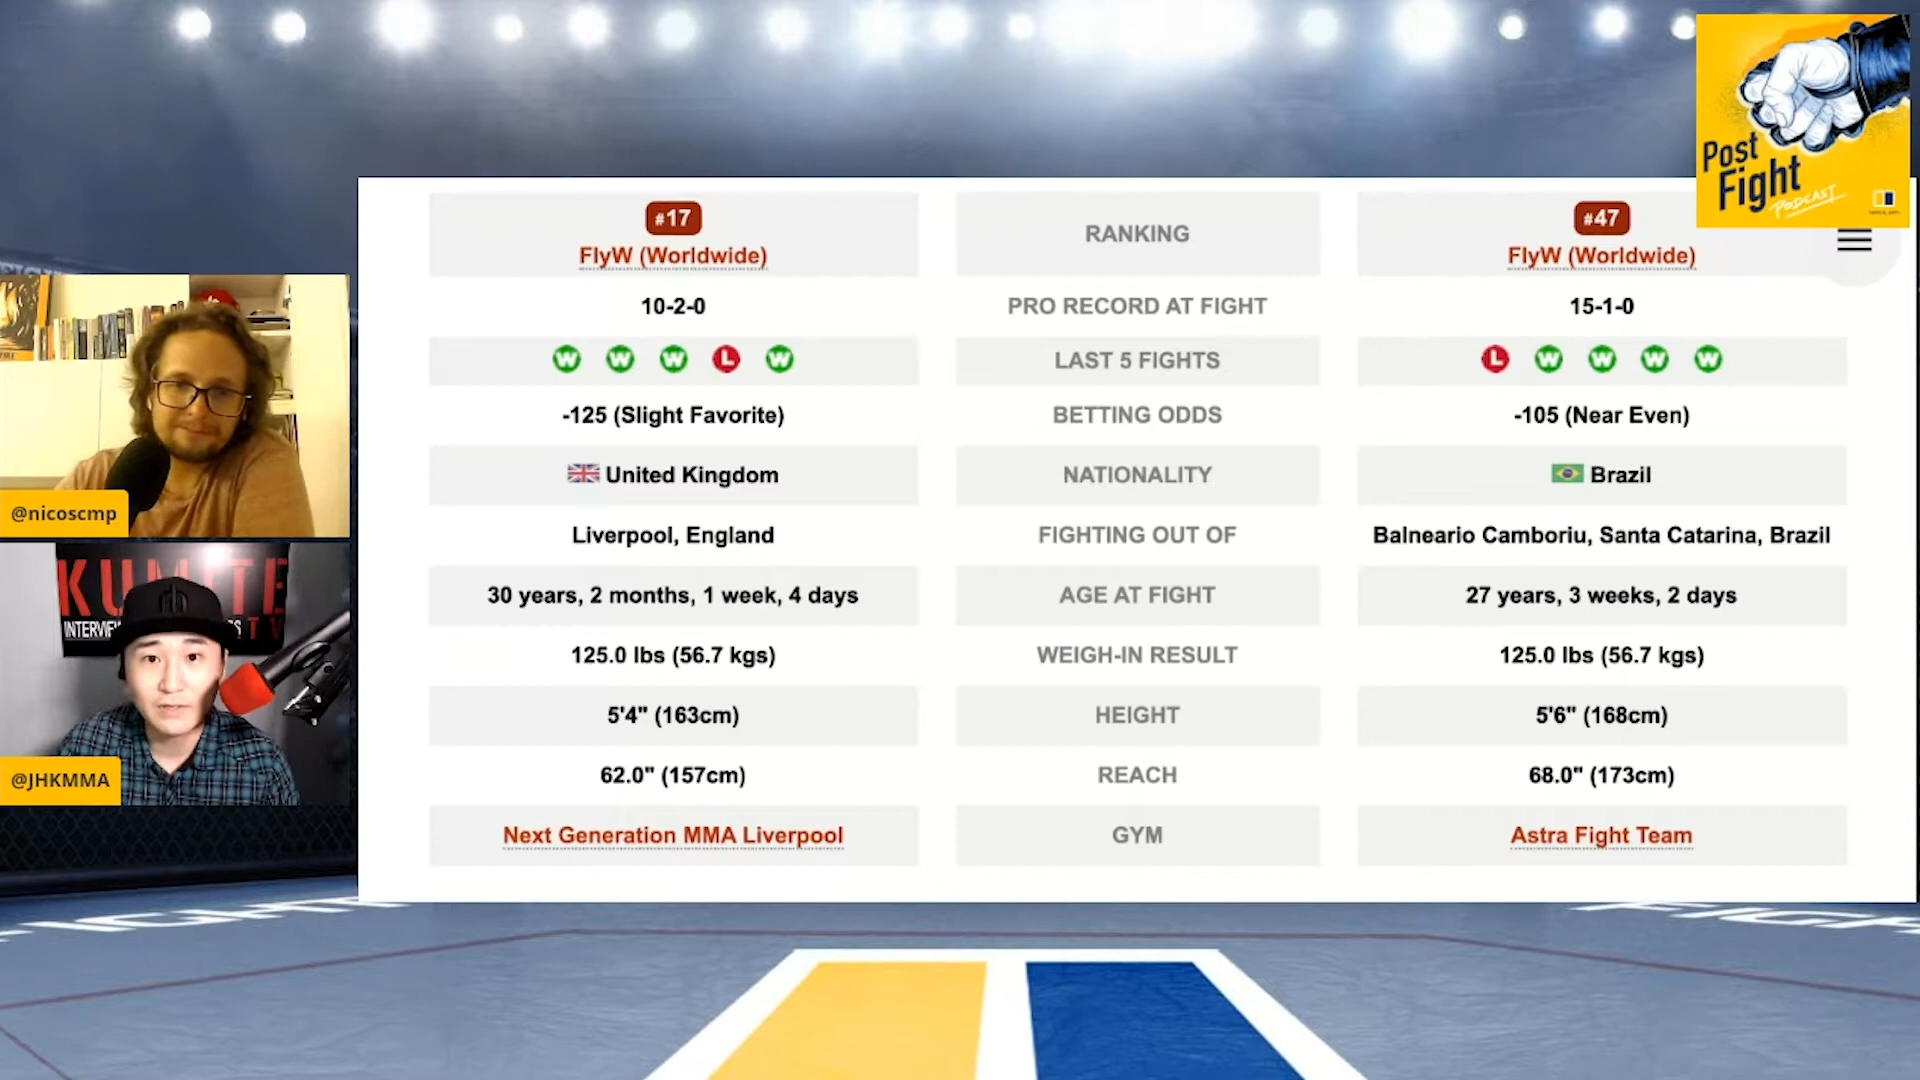 Post
Fight
PODCAST
#17
FlyW (Worldwide)
RANKING
#47
FlyW (Worldwide)
10-2-0
PRO RECORD AT FIGHT
15-1-0
W W W L W
LAST 5 FIGHTS
L W W W W
-125 (Slight Favorite)
BETTING ODDS
-105 (Near Even)
United Kingdom
NATIONALITY
Brazil
Liverpool, England
FIGHTING OUT OF
Balneario Camboriu, Santa Catarina, Brazil
30 years, 2 months, 1 week, 4 days
AGE AT FIGHT
27 years, 3 weeks, 2 days
125.0 lbs (56.7 kgs)
WEIGH-IN RESULT
125.0 lbs (56.7 kgs)
5'4" (163cm)
HEIGHT
5'6" (168cm)
62.0" (157cm)
REACH
68.0" (173cm)
Next Generation MMA Liverpool
GYM
Astra Fight Team
@nicoscmp
@JHKMMA